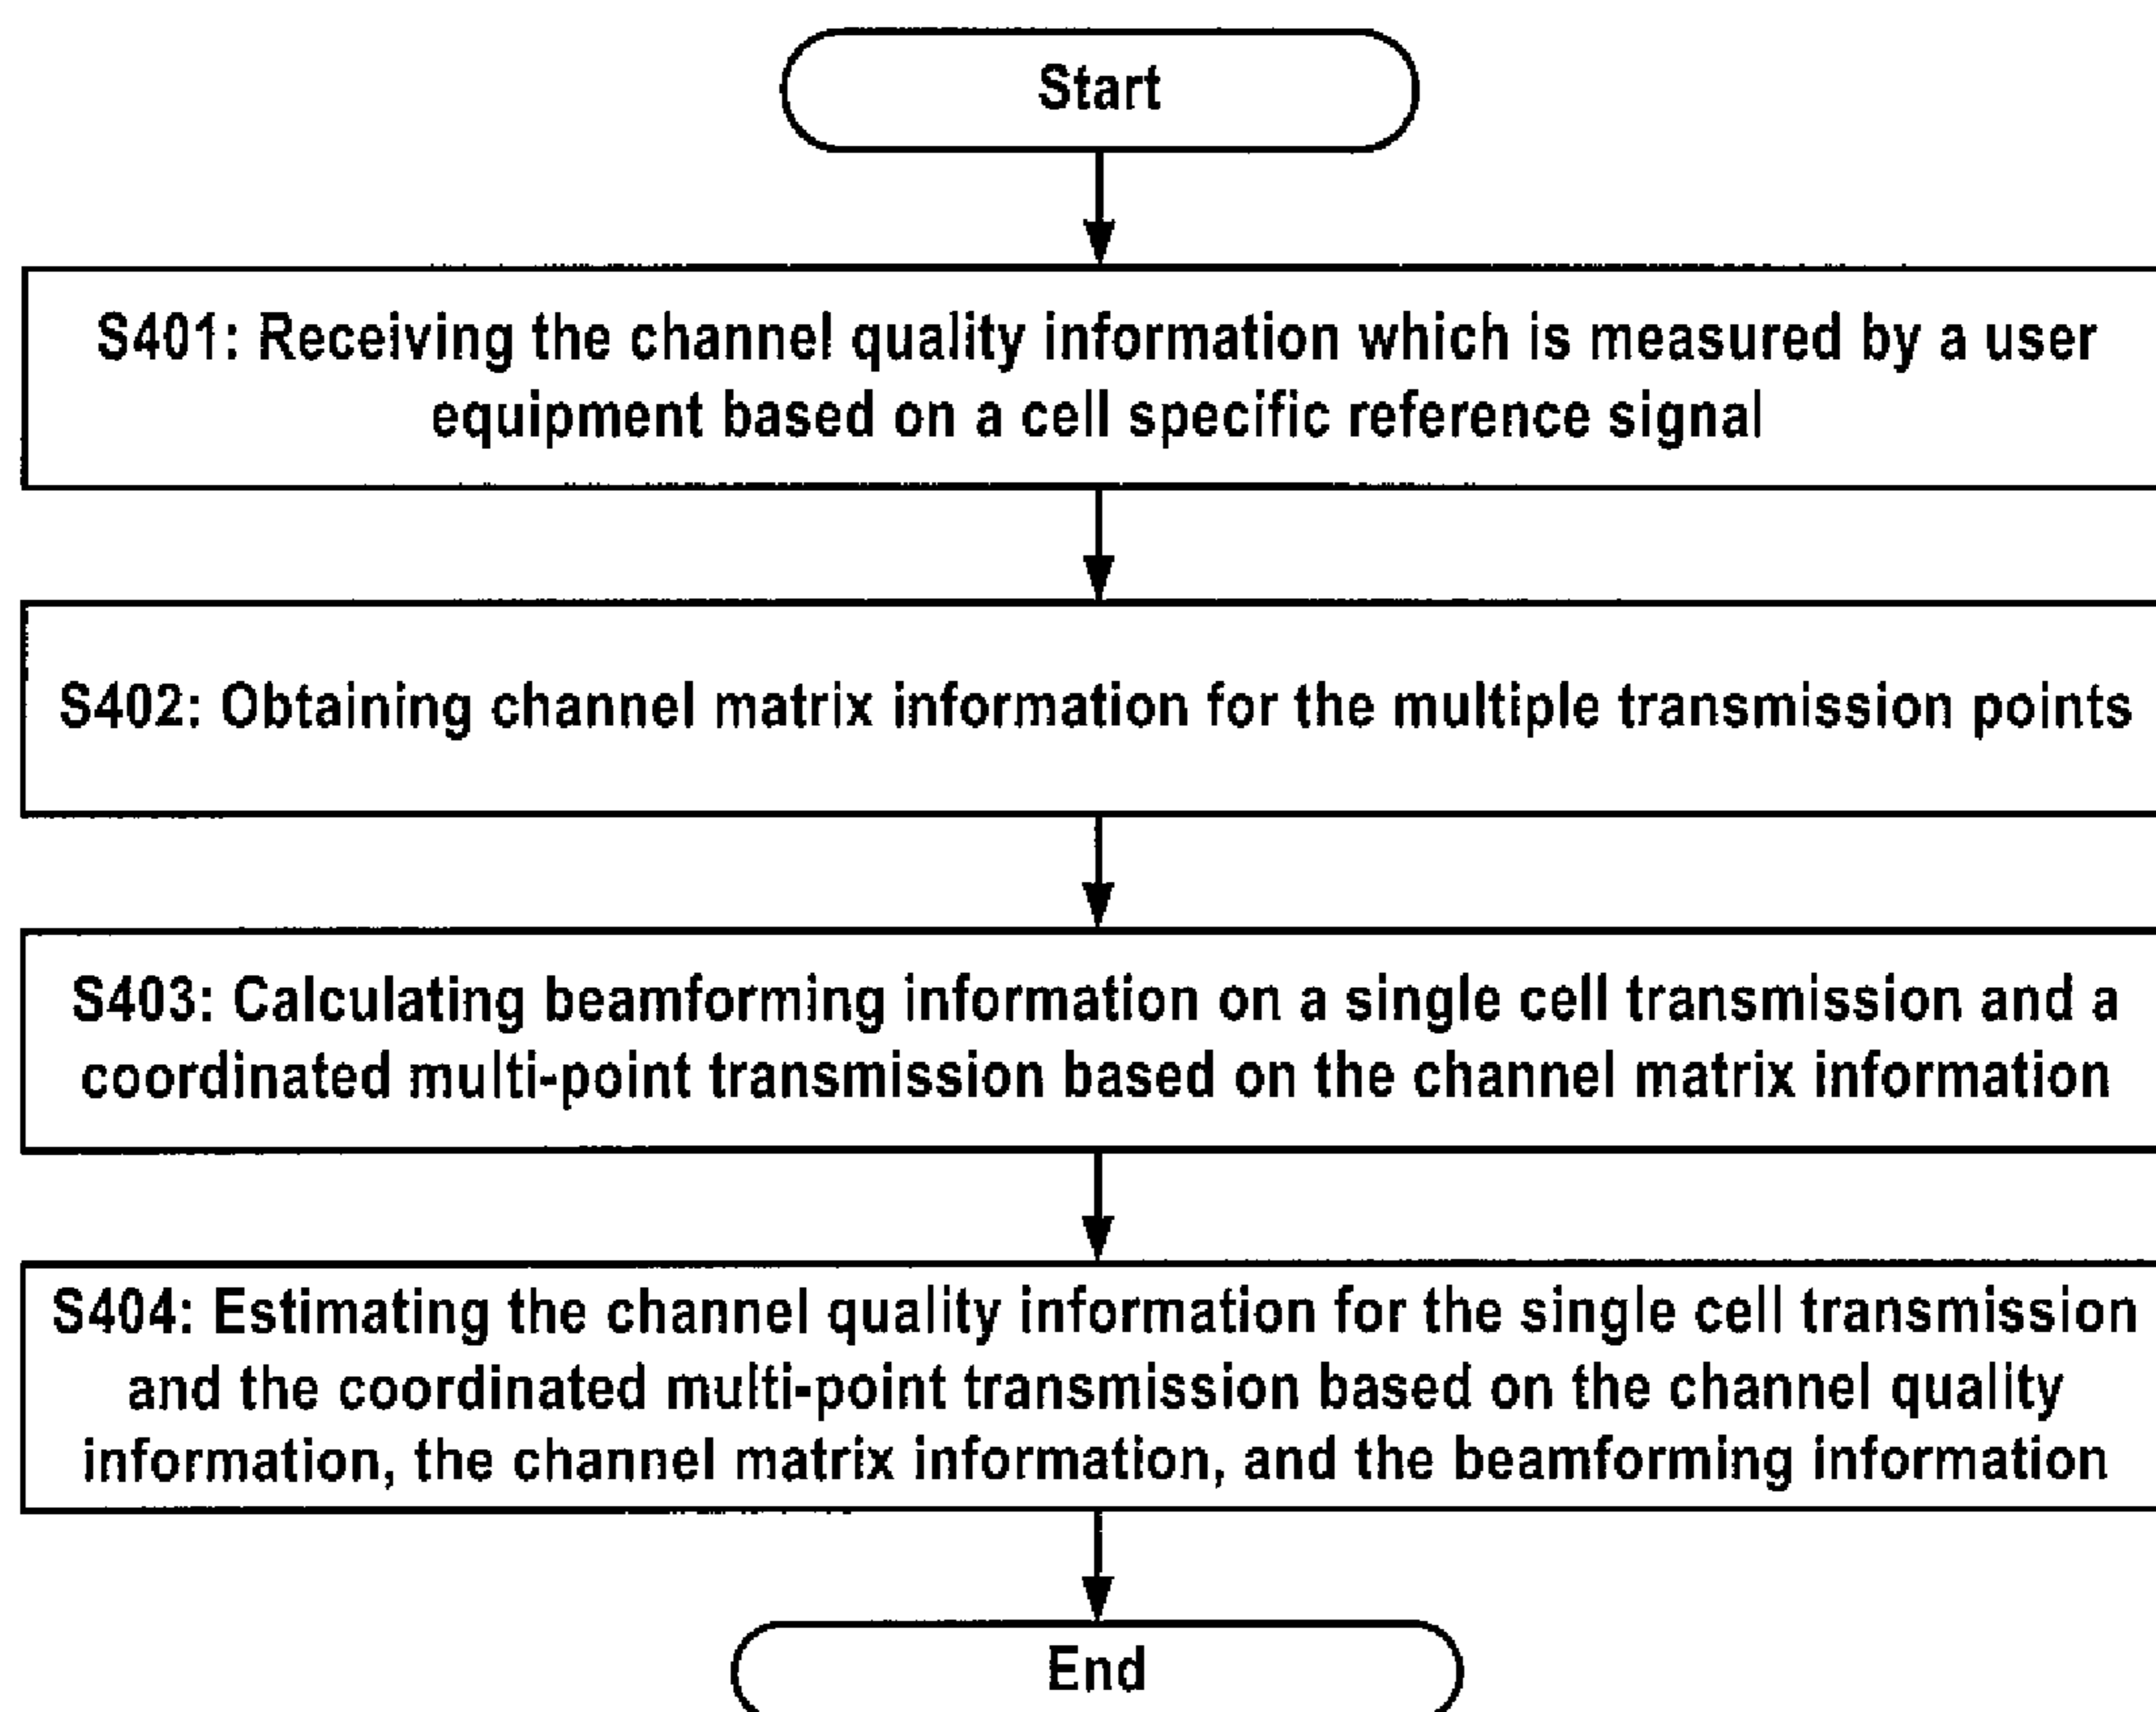 Start
S401: Receiving the channel quality information which is measured by a user
equipment based on a cell specific reference signal
S402: Obtaining channel matrix information for the multiple transmission points
S403: Calculating beamforming information on a single cell transmission and a
coordinated multi-point transmission based on the channel matrix information
S404: Estimating the channel quality information for the single cell transmission
and the coordinated multi-point transmission based on the channel quality
information, the channel matrix information, and the beamforming information
End